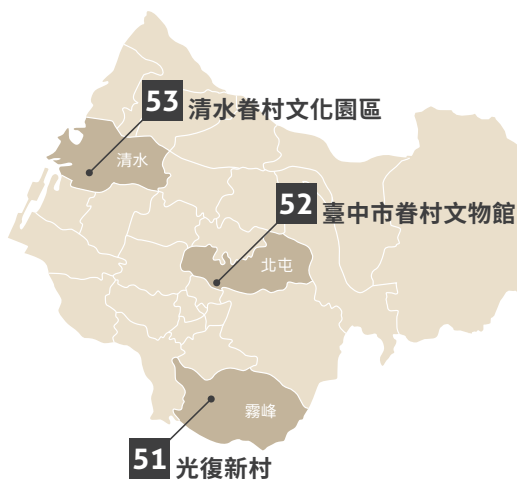 53 清水眷村文化園區
清水
52 臺中市眷村文物館
北屯
霧峰
51 光復新村